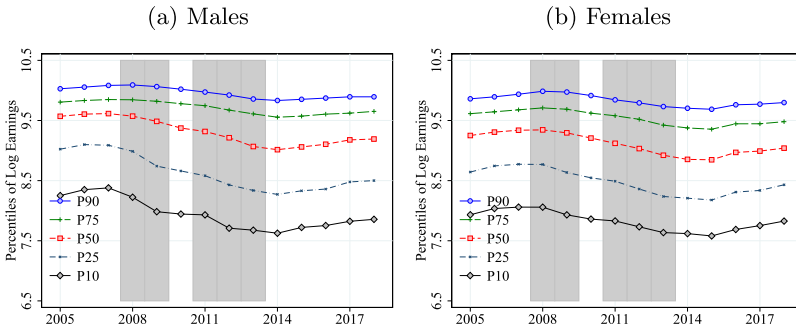 (a) Males
Percentiles of Log Earnings
10.5
9.5
8.5
7.5
6.5
P90
P75
P50
P25
P10
2005 2008 2011 2014 2017
(b) Females
Percentiles of Log Earnings
10.5
9.5
8.5
7.5
6.5
P90
P75
P50
P25
P10
2005 2008 2011 2014 2017